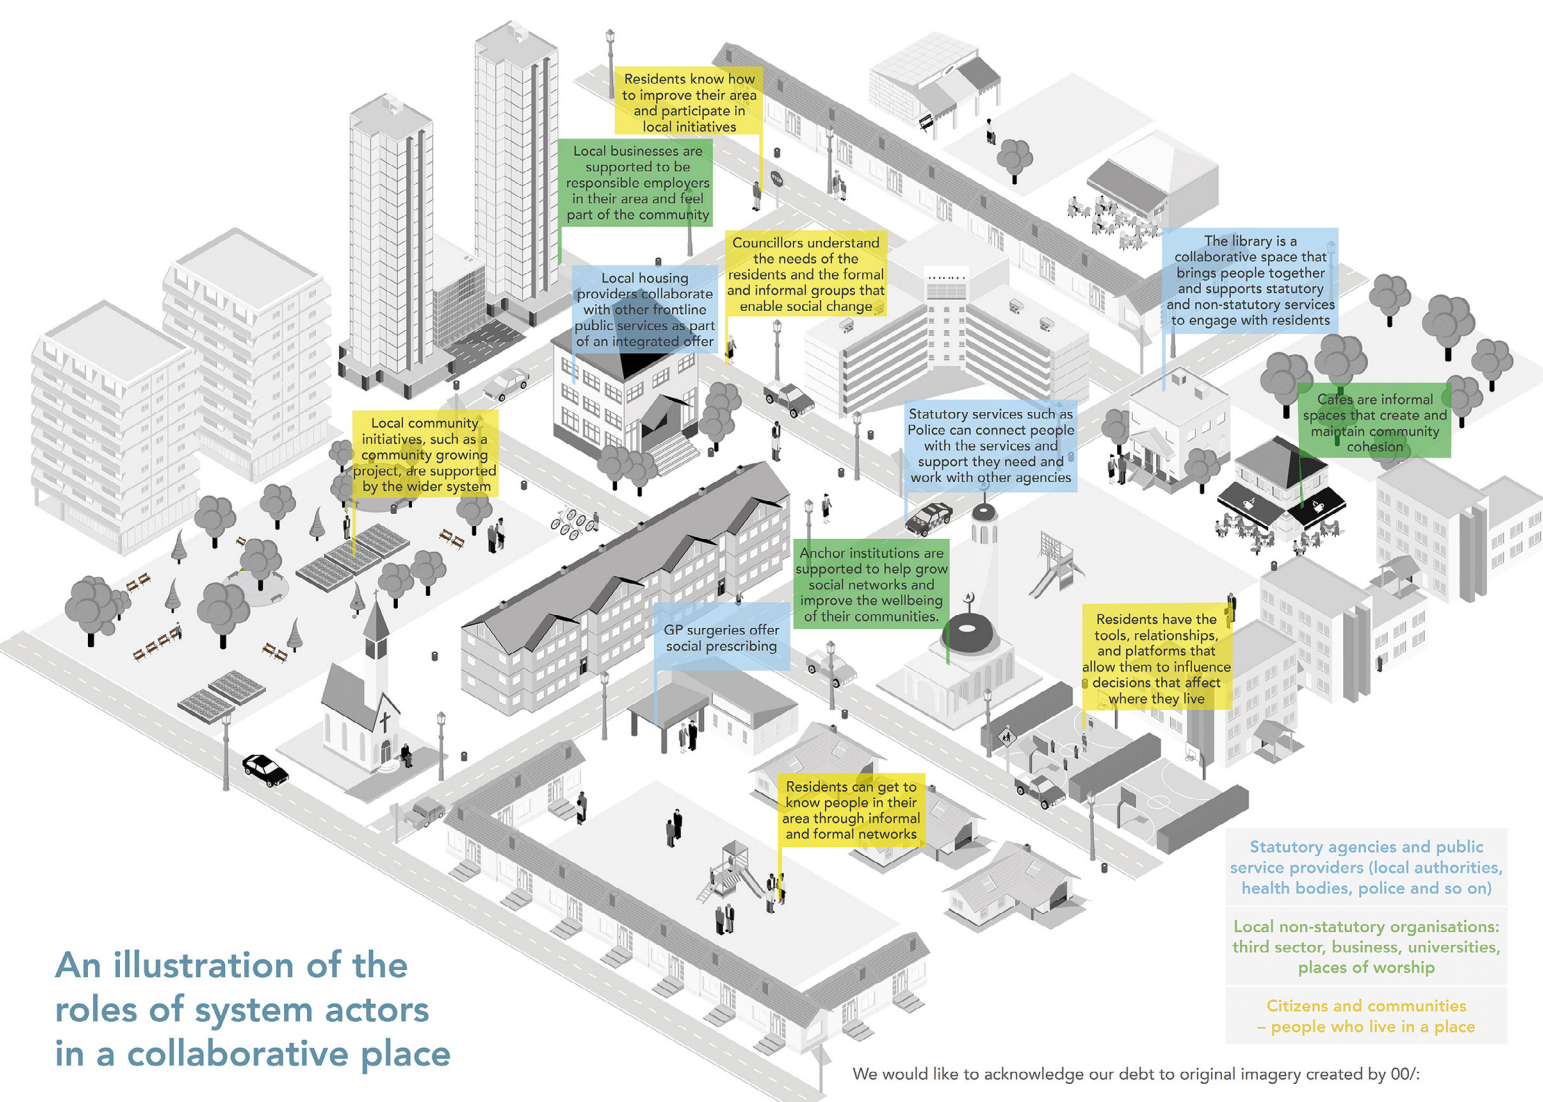 Residents know how
to improve their area
and participate in
local initiatives
Local businesses are
supported to be
responsible employers
in their area and feel
part of the community
Councillors understand
the needs of the
residents and the formal
and informal groups that
enable social change
Local housing
providers collaborate
with other frontline
public services as part
of an integrated offer
The library is a
collaborative space that
brings people together
and supports statutory
and non-statutory services
to engage with residents
Cafes are informal
spaces that create and
maintain community
cohesion
Local community
initiatives, such as a
community growing
project, are supported
by the wider system
Statutory services such as
Police can connect people
with the services and
support they need and
work with other agencies
Anchor institutions are
supported to help grow
social networks and
improve the wellbeing
of their communities.
GP surgeries offer
social prescribing
Residents have the
tools, relationships,
and platforms that
allow them to influence
decisions that affect
where they live
Residents can get to
know people in their
area through informal
and formal networks
Statutory agencies and public
service providers (local authorities,
health bodies, police and so on)
Local non-statutory organisations:
third sector, business, universities,
places of worship
Citizens and communities
– people who live in a place
An illustration of the
roles of system actors
in a collaborative place
We would like to acknowledge our debt to original imagery created by 00/: